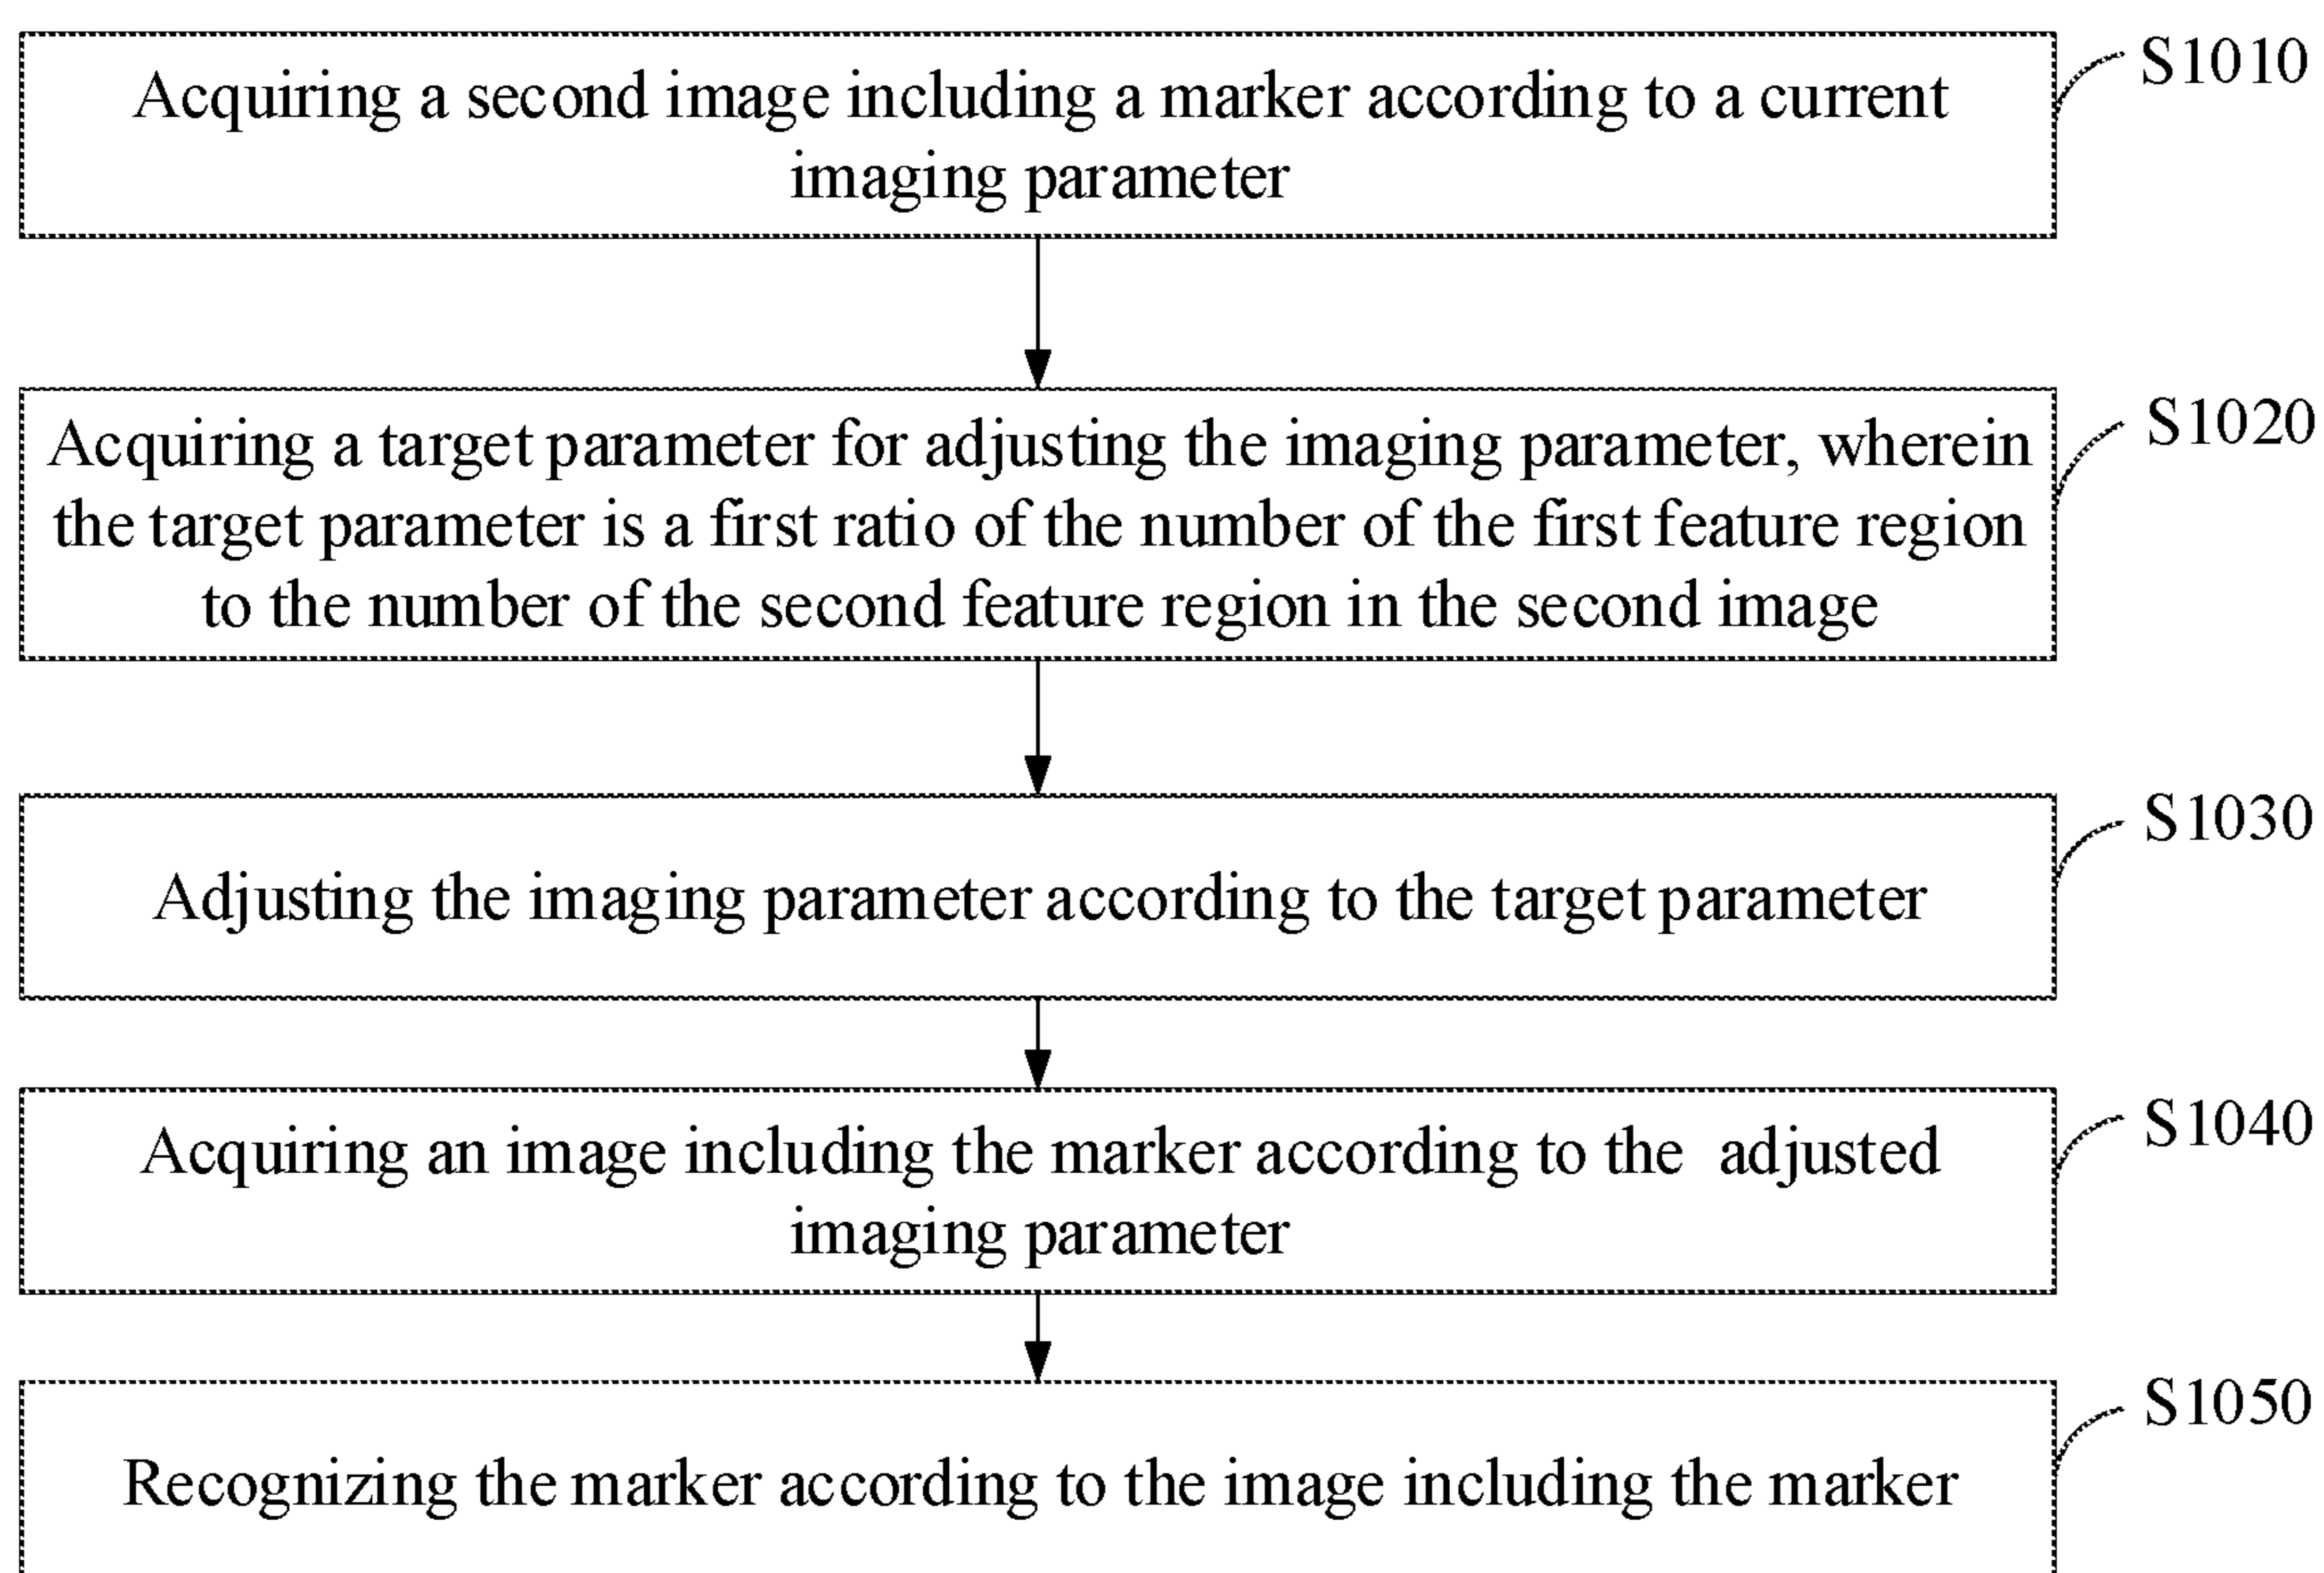 Acquiring a second image including a marker according to a current
imaging parameter
S1010
Acquiring a target parameter for adjusting the imaging parameter, wherein
the target parameter is a first ratio of the number of the first feature region
to the number of the second feature region in the second image
S1020
Adjusting the imaging parameter according to the target parameter
S1030
Acquiring an image including the marker according to the adjusted
imaging parameter
S1040
Recognizing the marker according to the image including the marker
S1050